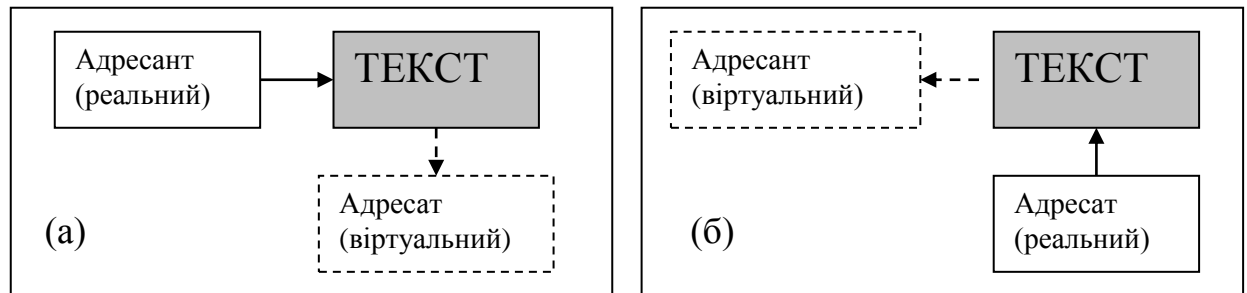 Адресант
(реальний)
ТЕКСТ
Адресат
(віртуальний)
(а)
Адресант
(віртуальний)
ТЕКСТ
Адресат
(реальний)
(б)